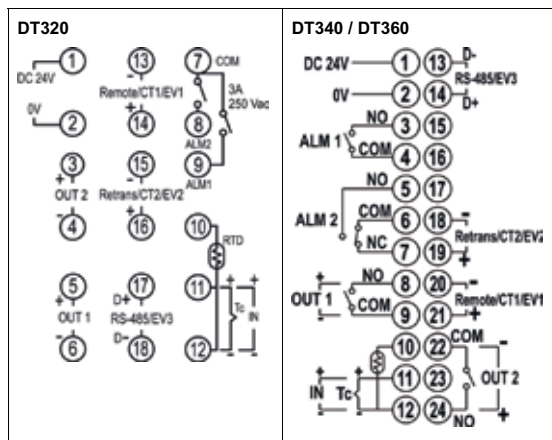 DT320
1 13 7 COM
DC 24V - Remote/CT1/EV1 3A
250 Vac
0V + 
2 14 8
ALM2
3 15 9
ALM1
+ OUT 2 - Retrans/CT2/EV2
- +
4 16 10
RTD
5 17 11
+ OUT 1 D+ RS-485/EV3 + Tc + IN
- D- - -
6 18 12
DT340 / DT360
DC 24V 1 13 D-
RS-485/EV3
0V 2 14 D+
NO 3 15
ALM 1
COM 4 16
NO 5 17
ALM 2 COM 6 18 -
Retrans/CT2/EV2
NC 7 19 +
+ NO 8 20 -
OUT 1 Remote/CT1/EV1
- COM 9 21 +
10 22 COM -
+ + 11 23 OUT 2
IN Tc
- - 12 24 NO +